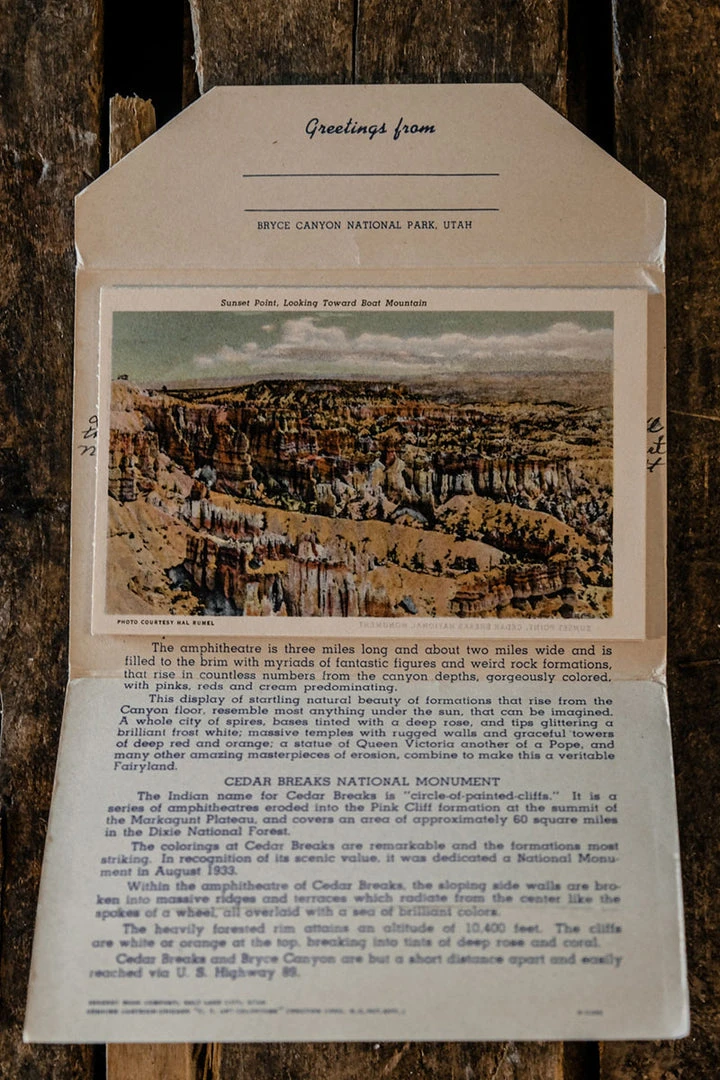 Greetings from
BRYCE CANYON NATIONAL PARK, UTAH
Sunset Point, Looking Toward Boat Mountain
PHOTO COURTESY HAL RUMEL
SUNSET POINT, CEDAR BREAKS NATIONAL MONUMENT
The amphitheatre is three miles long and about two miles wide and is
filled to the brim with myriads of fantastic figures and weird rock formations,
that rise in countless numbers from the canyon depths, gorgeously colored,
with pinks, reds and cream predominating.
This display of startling natural beauty of formations that rise from the
Canyon floor, resemble most anything under the sun, that can be imagined.
A whole city of spires, bases tinted with a deep rose, and tips glittering a
brilliant frost white; massive temples with rugged walls and graceful towers
of deep red and orange; a statue of Queen Victoria another of a Pope, and
many other amazing masterpieces of erosion, combine to make this a veritable
Fairyland.
CEDAR BREAKS NATIONAL MONUMENT
The Indian name for Cedar Breaks is "circle-of-painted-cliffs." It is a
series of amphitheatres eroded into the Pink Cliff formation at the summit of
the Markagunt Plateau, and covers an area of approximately 60 square miles
in the Dixie National Forest.
The colorings at Cedar Breaks are remarkable and the formations most
striking. In recognition of its scenic value, it was dedicated a National Monu-
ment in August 1933.
Within the amphitheatre of Cedar Breaks, the sloping side walls are bro-
ken into massive ridges and terraces which radiate from the center like the
spokes of a wheel, all overlaid with a sea of brilliant colors.
The heavily forested rim attains an altitude of 10,400 feet. The cliffs
are white or orange at the top, breaking into tints of deep rose and coral.
Cedar Breaks and Bryce Canyon are but a short distance apart and easily
reached via U. S. Highway 89.